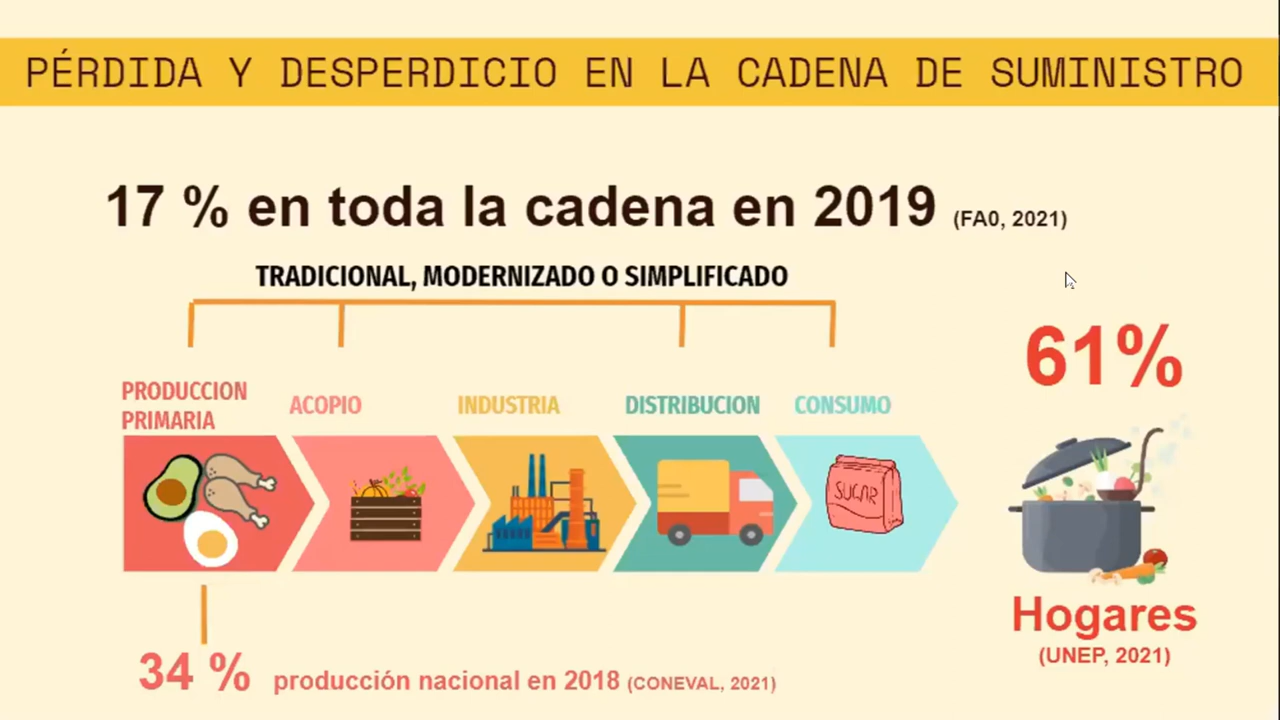 PÉRDIDA Y DESPERDICIO EN LA CADENA DE SUMINISTRO
17 % en toda la cadena en 2019 (FA0, 2021)
TRADICIONAL, MODERNIZADO O SIMPLIFICADO
61%
PRODUCCION
PRIMARIA
ACOPIO
INDUSTRIA
DISTRIBUCION
CONSUMO
SUGAR
Hogares
(UNEP, 2021)
34 % producción nacional en 2018 (CONEVAL, 2021)